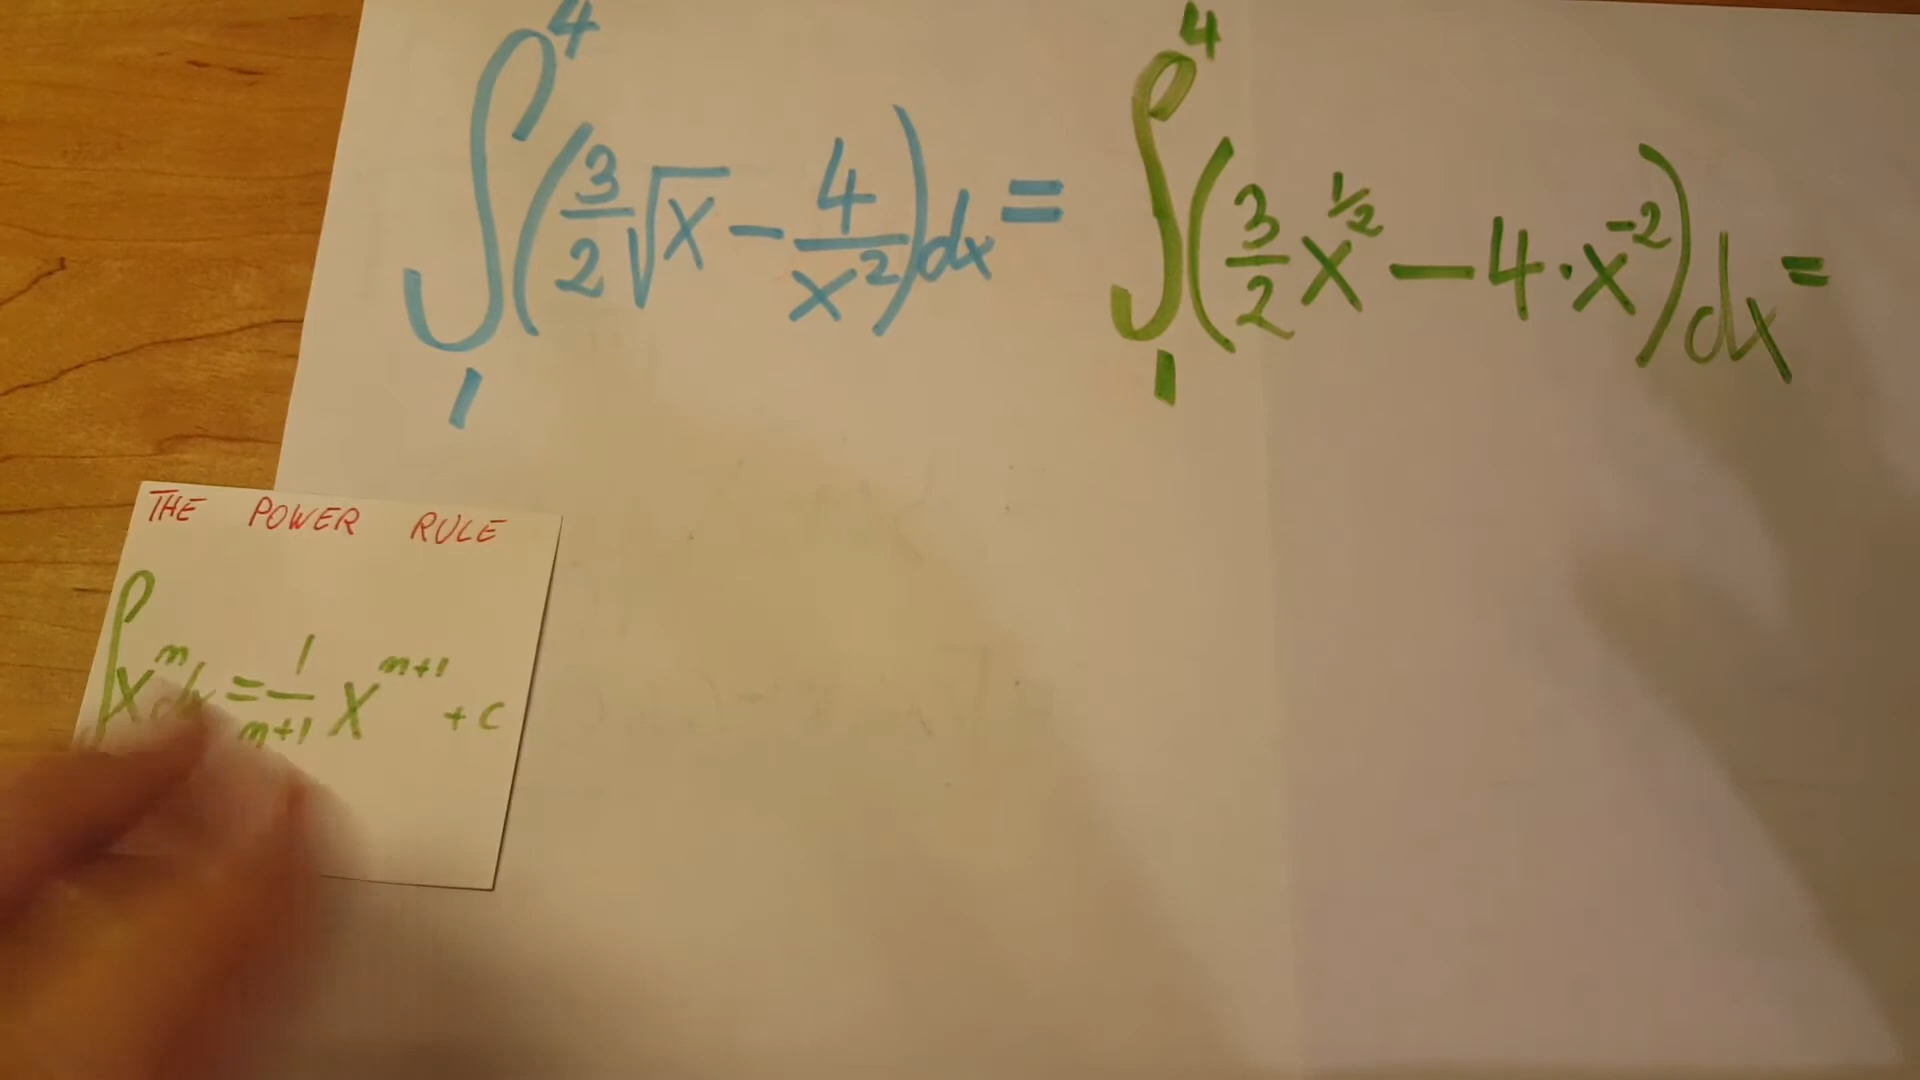 ∫₁⁴ (3/2 √x − 4/x²) dx = ∫₁⁴ (3/2 x^½ − 4·x⁻²) dx =
THE POWER RULE
∫ xⁿ dx = 1/(n+1) xⁿ⁺¹ + c